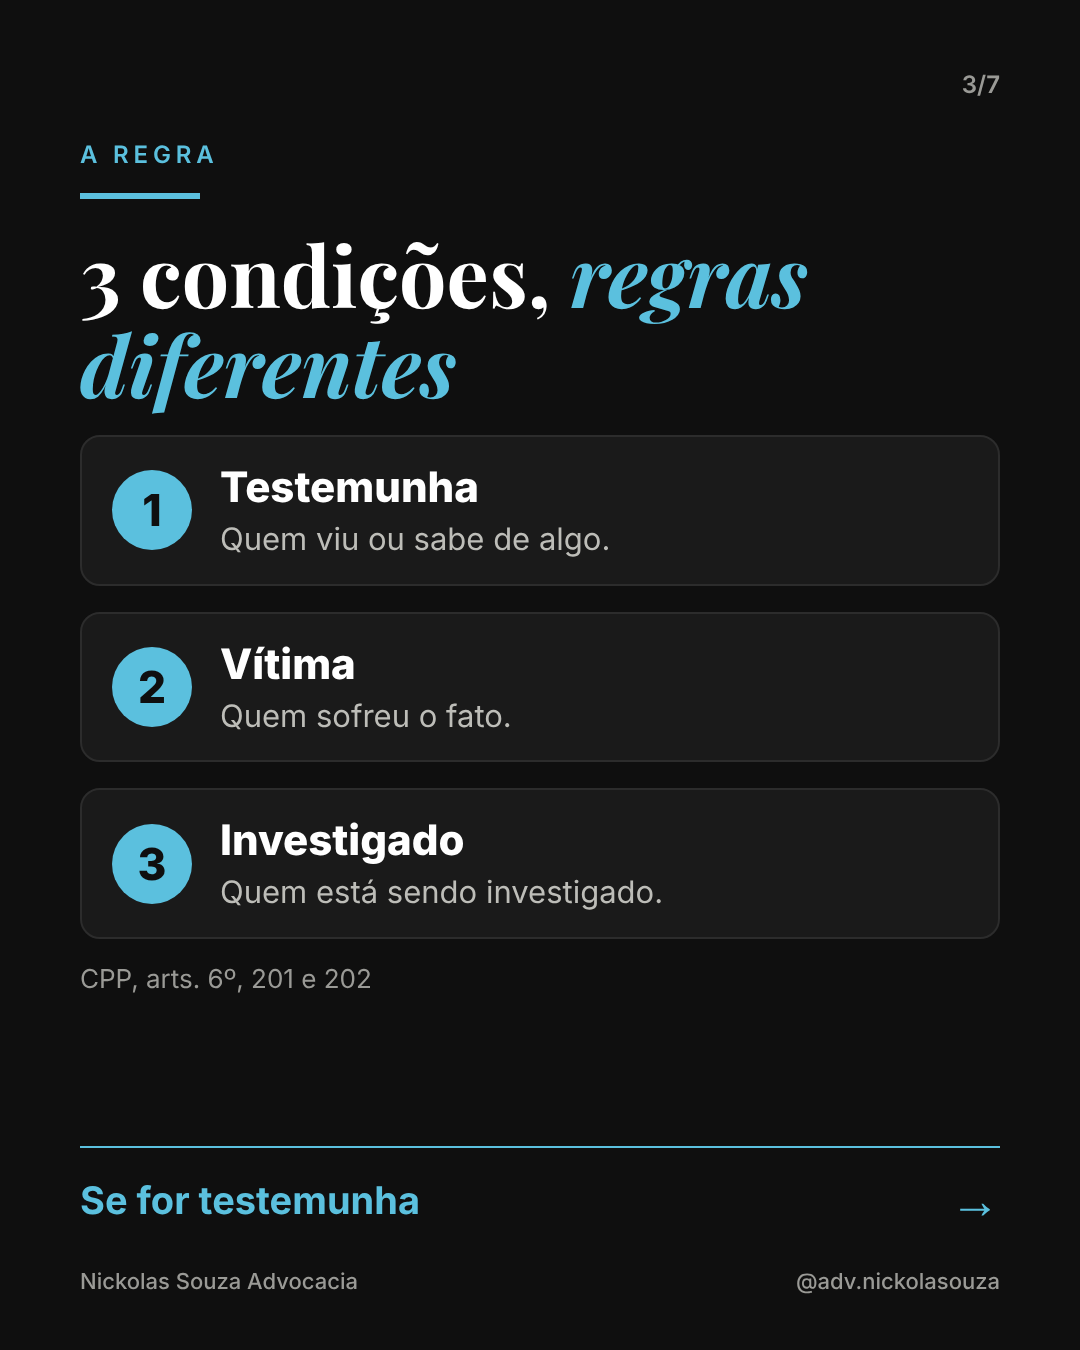 3/7
A REGRA
3 condições, regras
diferentes
1
Testemunha
Quem viu ou sabe de algo.
2
Vítima
Quem sofreu o fato.
3
Investigado
Quem está sendo investigado.
CPP, arts. 6º, 201 e 202
Se for testemunha →
Nickolas Souza Advocacia
@adv.nickolasouza